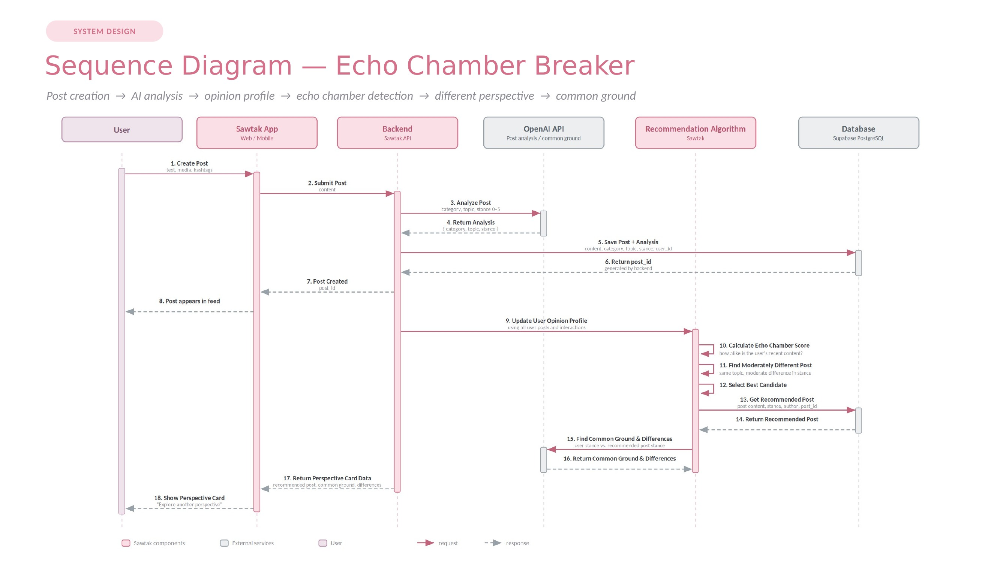 SYSTEM DESIGN
Sequence Diagram — Echo Chamber Breaker
Post creation → AI analysis → opinion profile → echo chamber detection → different perspective → common ground
User
Sawtak App
Web / Mobile
Backend
Sawtak API
OpenAI API
Post analysis / common ground
Recommendation Algorithm
Sawtak
Database
Supabase PostgreSQL
1. Create Post
text, media, hashtags
2. Submit Post
content
3. Analyze Post
category, topic, stance 0–5
4. Return Analysis
{ category, topic, stance }
5. Save Post + Analysis
content, category, topic, stance, user_id
6. Return post_id
generated by backend
7. Post Created
post_id
8. Post appears in feed
9. Update User Opinion Profile
using all user posts and interactions
10. Calculate Echo Chamber Score
how alike is the user's recent content?
11. Find Moderately Different Post
same topic, moderate difference in stance
12. Select Best Candidate
13. Get Recommended Post
post content, stance, author, post_id
14. Return Recommended Post
15. Find Common Ground & Differences
user stance vs. recommended post stance
16. Return Common Ground & Differences
17. Return Perspective Card Data
recommended post, common ground, differences
18. Show Perspective Card
“Explore another perspective”
Sawtak components
External services
User
request
response